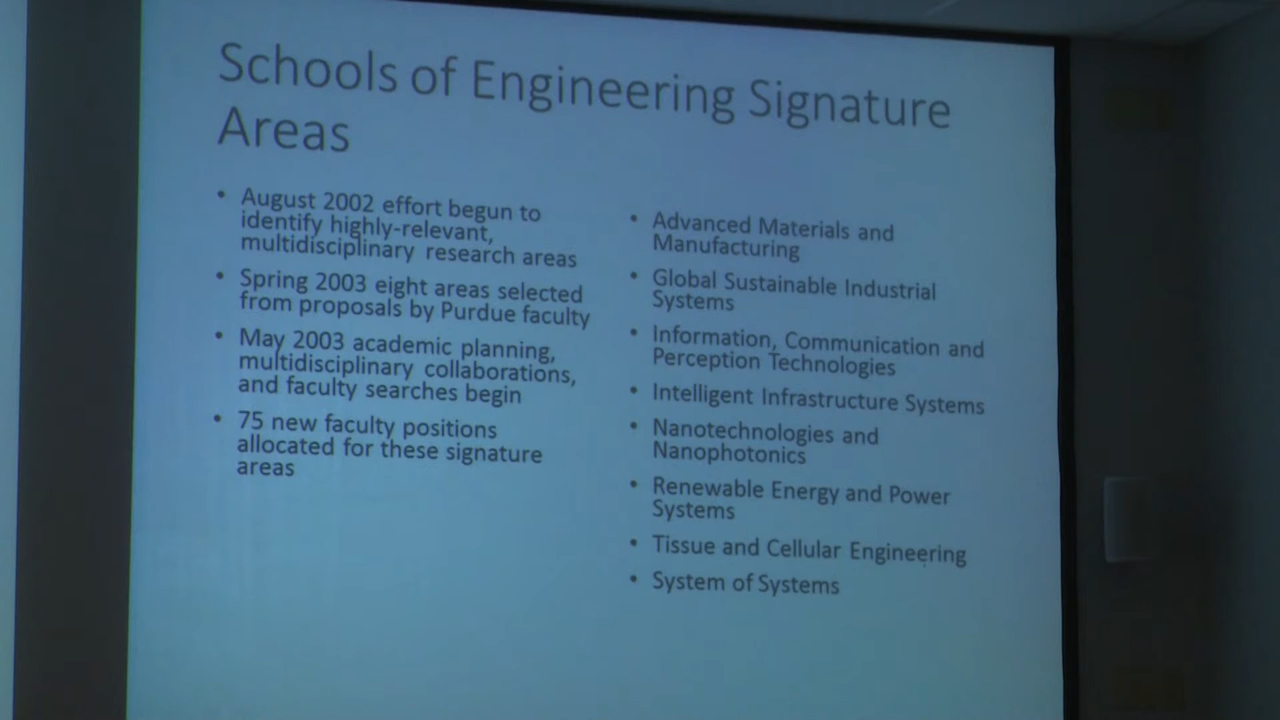 Schools of Engineering Signature
Areas
• August 2002 effort begun to
identify highly-relevant,
multidisciplinary research areas
• Spring 2003 eight areas selected
from proposals by Purdue faculty
• May 2003 academic planning,
multidisciplinary collaborations,
and faculty searches begin
• 75 new faculty positions
allocated for these signature
areas
• Advanced Materials and
Manufacturing
• Global Sustainable Industrial
Systems
• Information, Communication and
Perception Technologies
• Intelligent Infrastructure Systems
• Nanotechnologies and
Nanophotonics
• Renewable Energy and Power
Systems
• Tissue and Cellular Engineering
• System of Systems